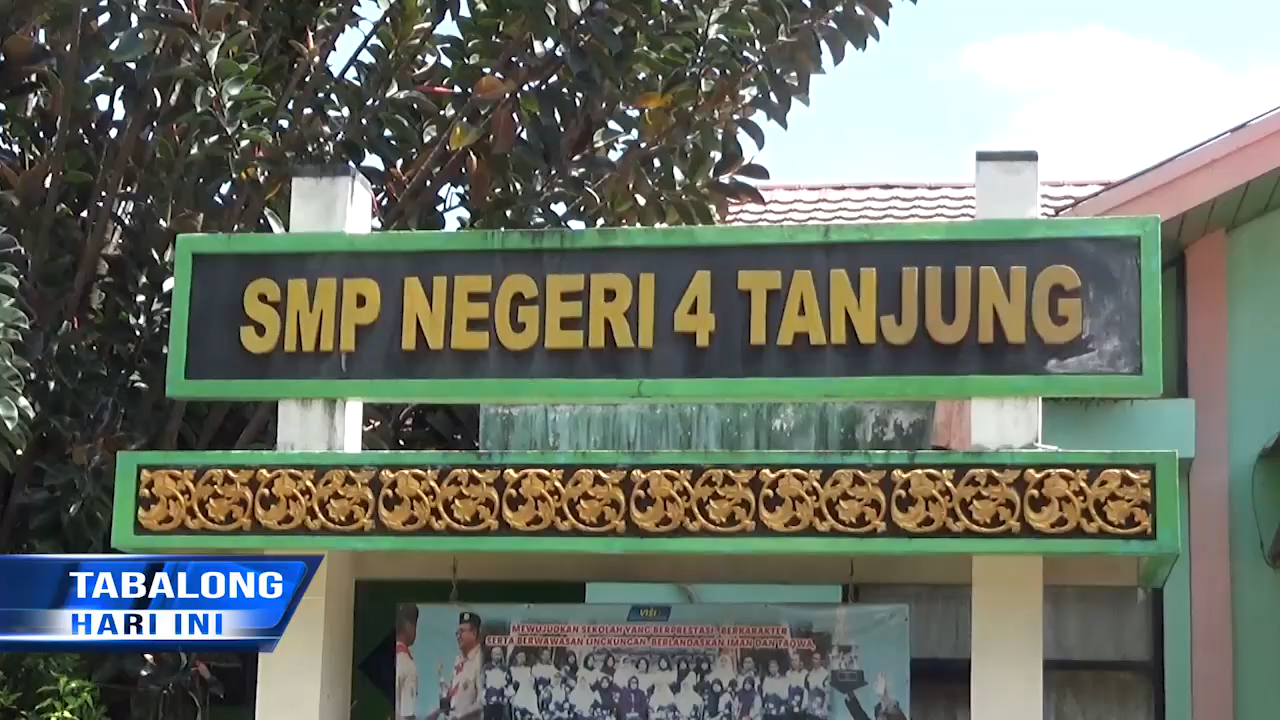 SMP NEGERI 4 TANJUNG
TABALONG
HARI INI
VISI
MEWUJUDKAN SEKOLAH YANG BERPRESTASI, BERKARAKTER
SERTA BERWAWASAN LINGKUNGAN, BERLANDASKAN IMAN DAN TAQWA,